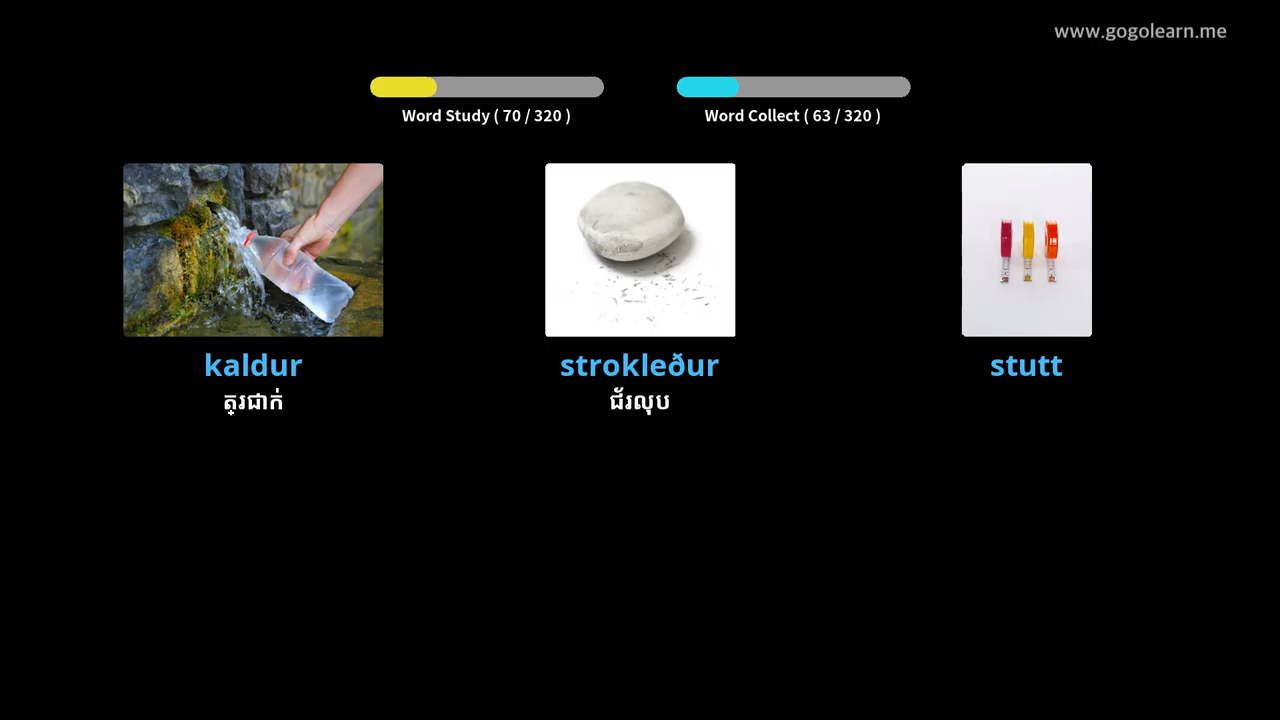 www.gogolearn.me
Word Study ( 70 / 320 )
Word Collect ( 63 / 320 )
kaldur
ត្រជាក់
strokleður
ជ័រលុប
stutt